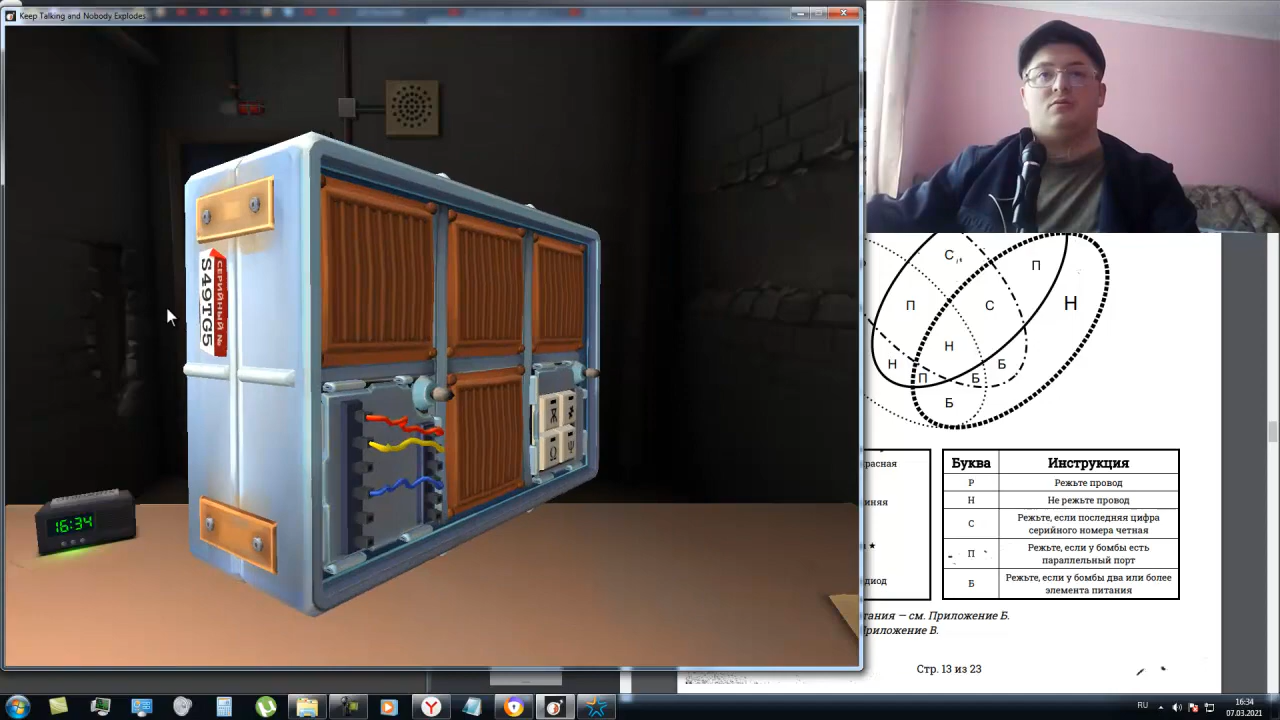 Keep Talking and Nobody Explodes
СЕРИЙНЫЙ №
S49TG5
16:34
С
П
П
С
Н
Н
Н
П
Б
Б
Б
красная
иняя
★
диод
Буква Инструкция
Р Режьте провод
Н Не режьте провод
С Режьте, если последняя цифра
серийного номера четная
П Режьте, если у бомбы есть
параллельный порт
Б Режьте, если у бомбы два или более
элемента питания
тания — см. Приложение Б.
риложение В.
Стр. 13 из 23
RU
16:34
07.03.2021